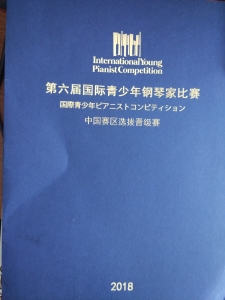 International Young
Pianist Competition
第六届国际青少年钢琴家比赛
国際青少年ピアニストコンピティション
中国赛区选拔晋级赛
2018